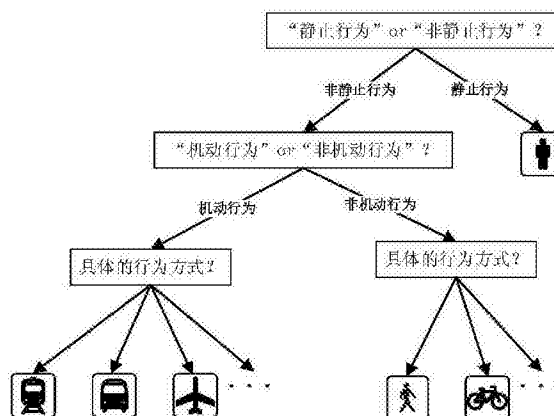 “静止行为”or“非静止行为”？
非静止行为
静止行为
“机动行为”or“非机动行为”？
机动行为
非机动行为
具体的行为方式？
具体的行为方式？